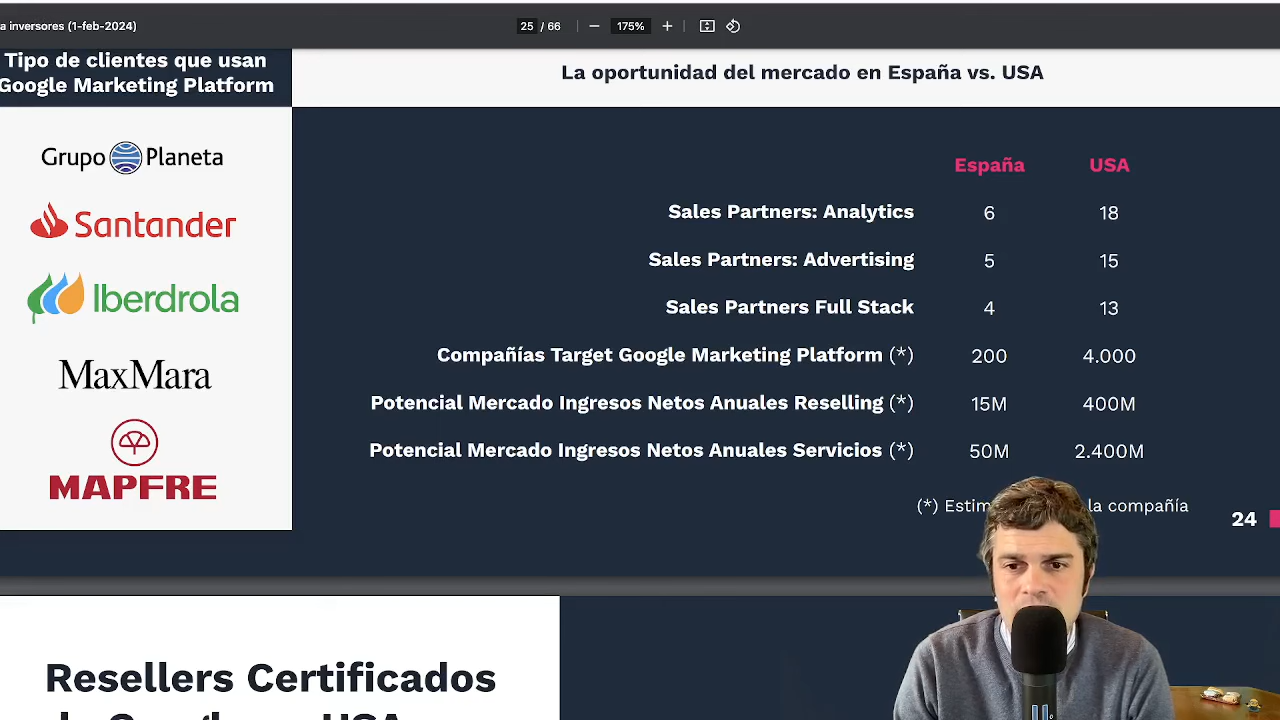 a inversores (1-feb-2024)
25 / 66
175%
Tipo de clientes que usan
Google Marketing Platform
Grupo Planeta
Santander
Iberdrola
MaxMara
MAPFRE
La oportunidad del mercado en España vs. USA
España USA
Sales Partners: Analytics 6 18
Sales Partners: Advertising 5 15
Sales Partners Full Stack 4 13
Compañías Target Google Marketing Platform (*) 200 4.000
Potencial Mercado Ingresos Netos Anuales Reselling (*) 15M 400M
Potencial Mercado Ingresos Netos Anuales Servicios (*) 50M 2.400M
(*) la compañía
24
Resellers Certificados